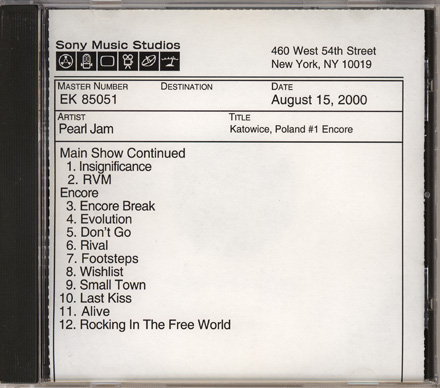 Sony Music Studios
460 West 54th Street
New York, NY 10019
MASTER NUMBER
EK 85051
DESTINATION
DATE
August 15, 2000
ARTIST
Pearl Jam
TITLE
Katowice, Poland #1 Encore
Main Show Continued
1. Insignificance
2. RVM
Encore
3. Encore Break
4. Evolution
5. Don't Go
6. Rival
7. Footsteps
8. Wishlist
9. Small Town
10. Last Kiss
11. Alive
12. Rocking In The Free World